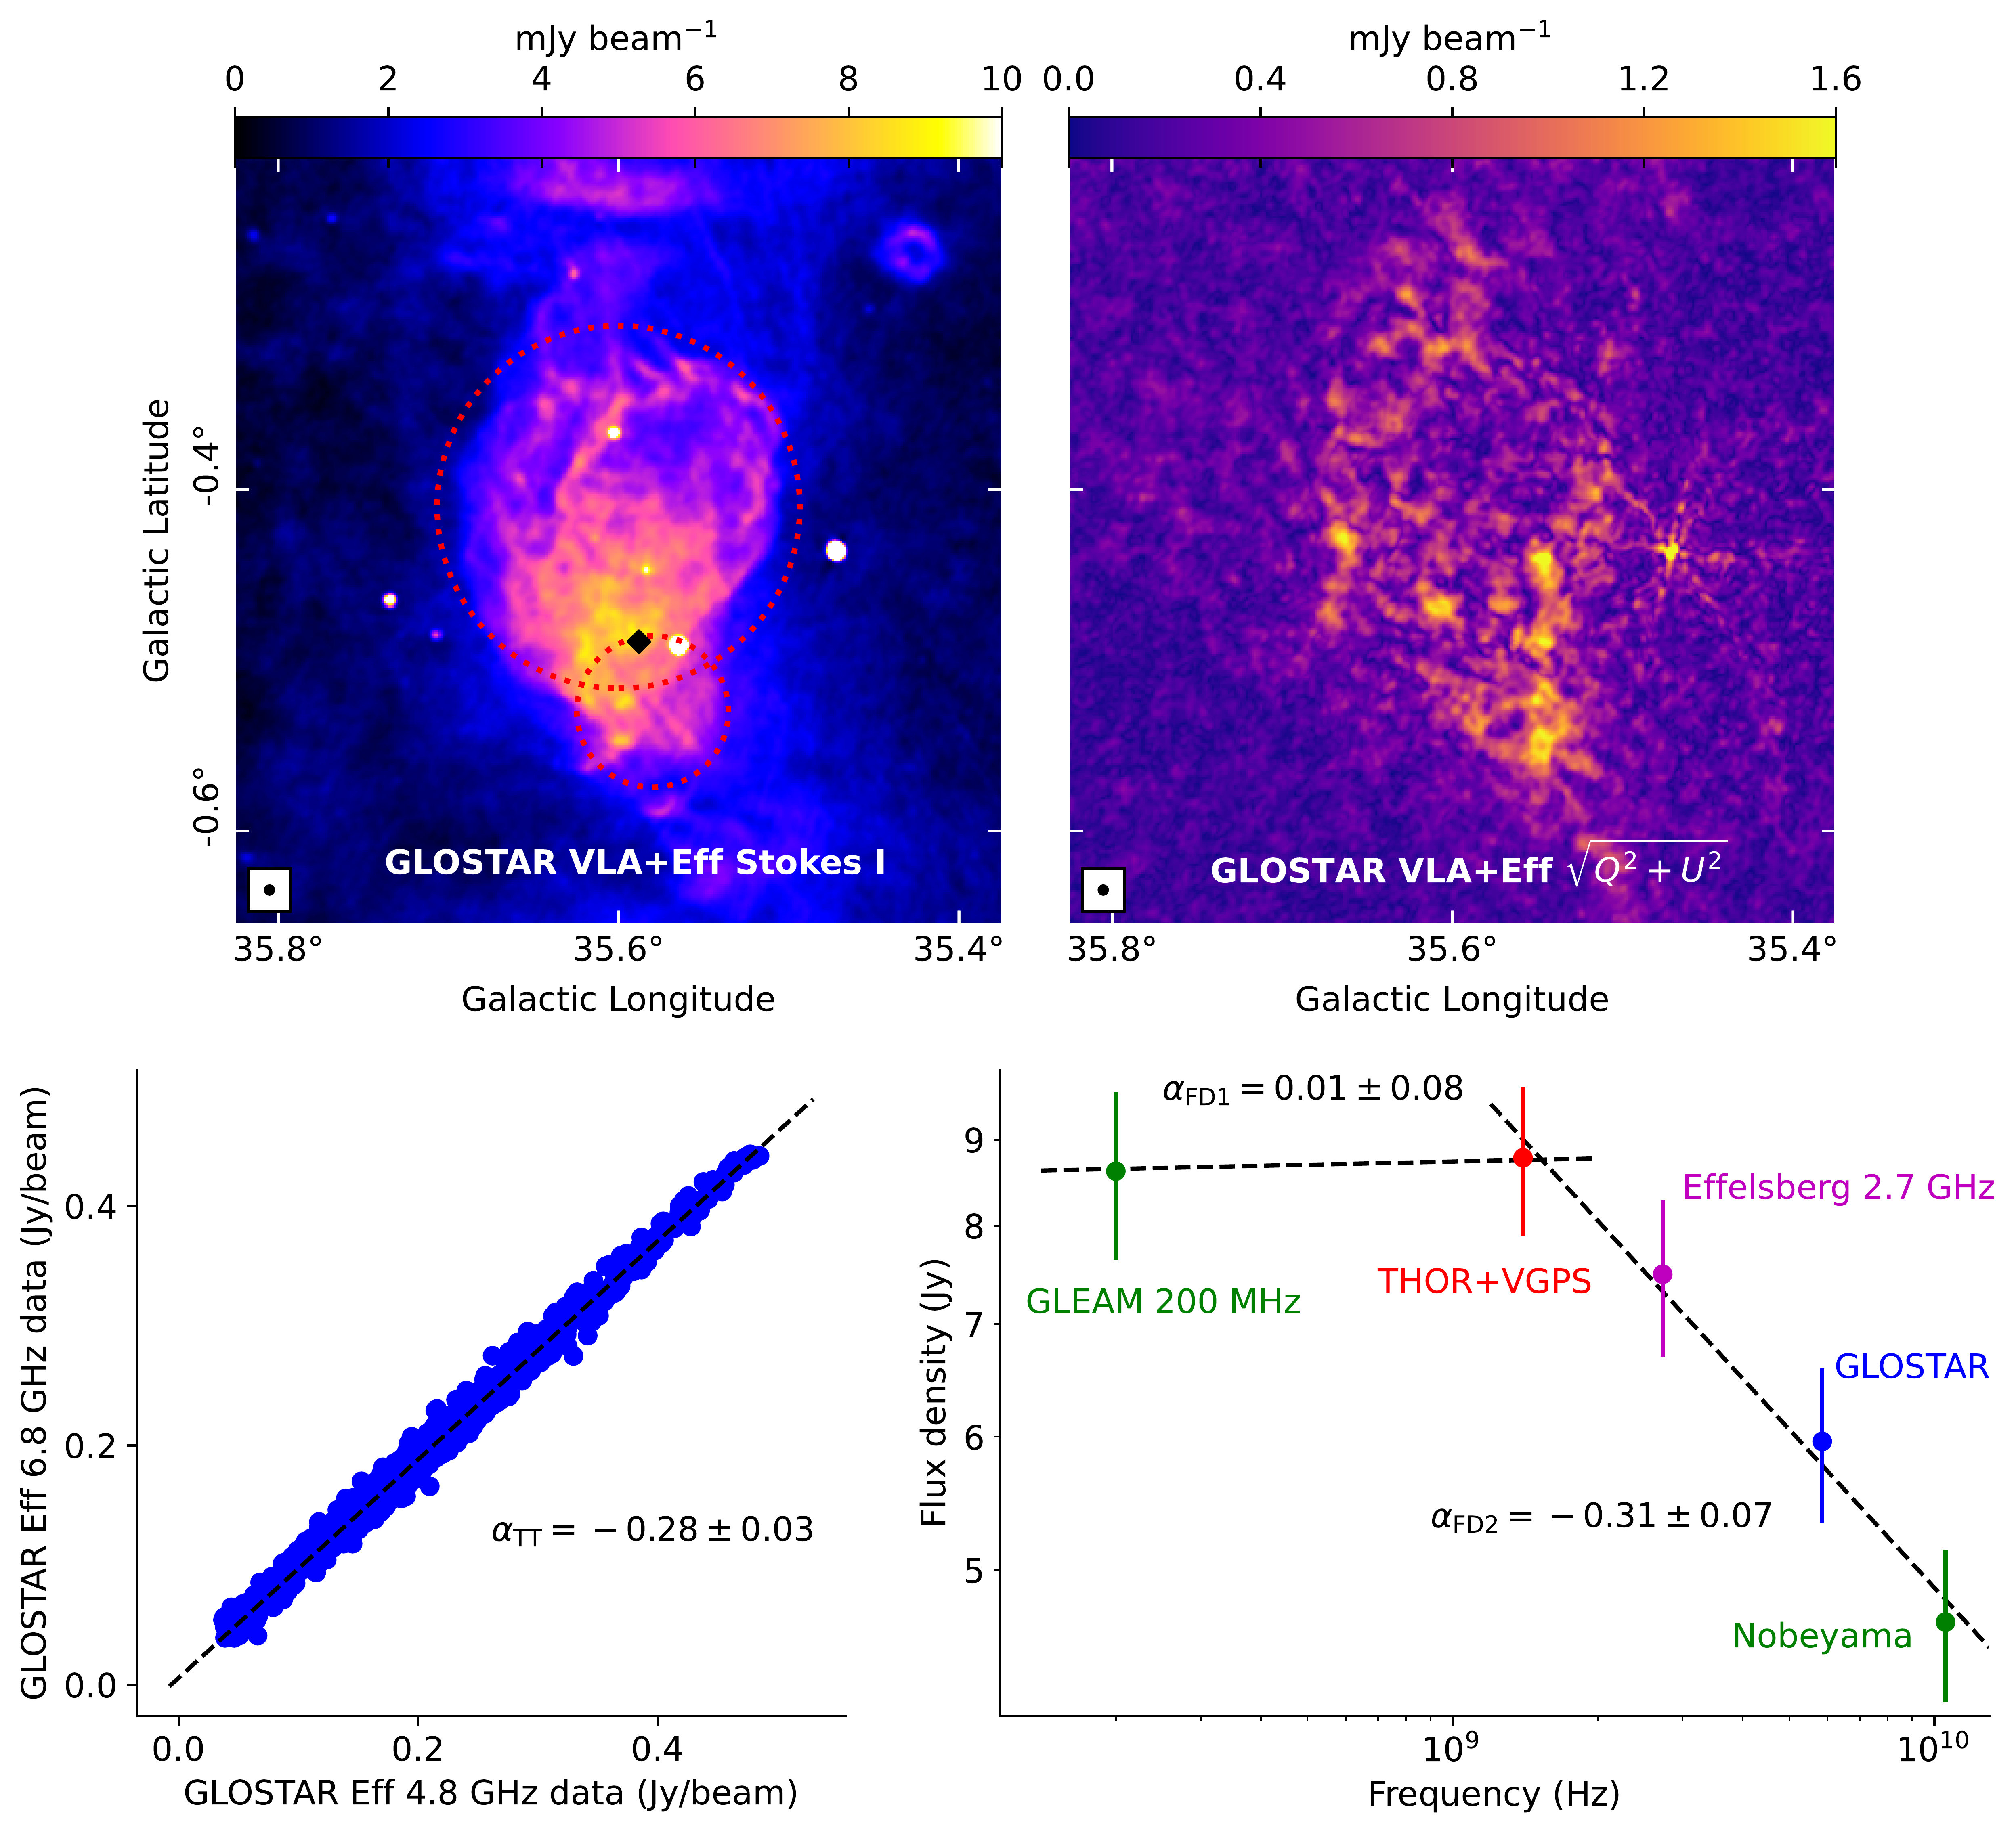 mJy beam⁻¹ mJy beam⁻¹
0 2 4 6 8 10 0.0 0.4 0.8 1.2 1.6
Galactic Latitude
-0.4°
-0.6°
GLOSTAR VLA+Eff Stokes I
GLOSTAR VLA+Eff √(Q² + U²)
35.8° 35.6° 35.4° 35.8° 35.6° 35.4°
Galactic Longitude Galactic Longitude
GLOSTAR Eff 6.8 GHz data (Jy/beam)
0.4
0.2
0.0
α_TT = −0.28 ± 0.03
0.0 0.2 0.4
GLOSTAR Eff 4.8 GHz data (Jy/beam)
Flux density (Jy)
9
8
7
6
5
α_FD1 = 0.01 ± 0.08
Effelsberg 2.7 GHz
THOR+VGPS
GLEAM 200 MHz
GLOSTAR
α_FD2 = −0.31 ± 0.07
Nobeyama
10⁹ 10¹⁰
Frequency (Hz)